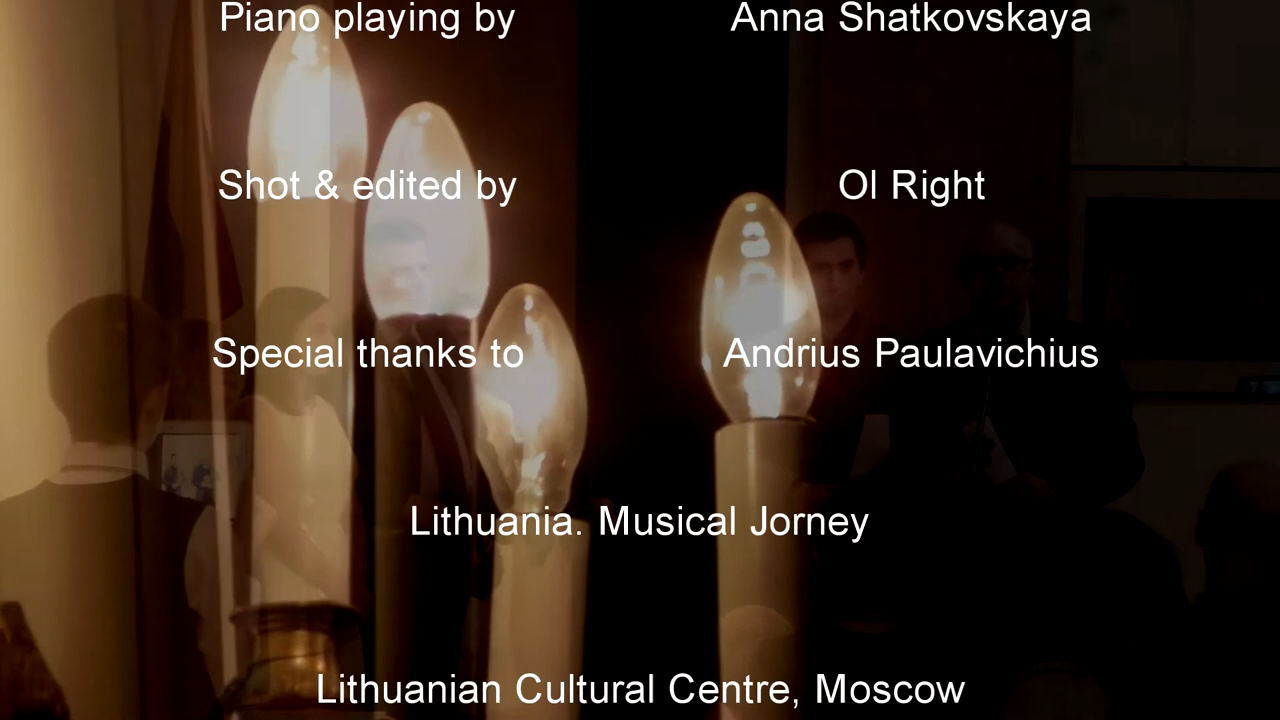 Piano playing by Anna Shatkovskaya
Shot & edited by Ol Right
Special thanks to Andrius Paulavichius
Lithuania. Musical Jorney
Lithuanian Cultural Centre, Moscow